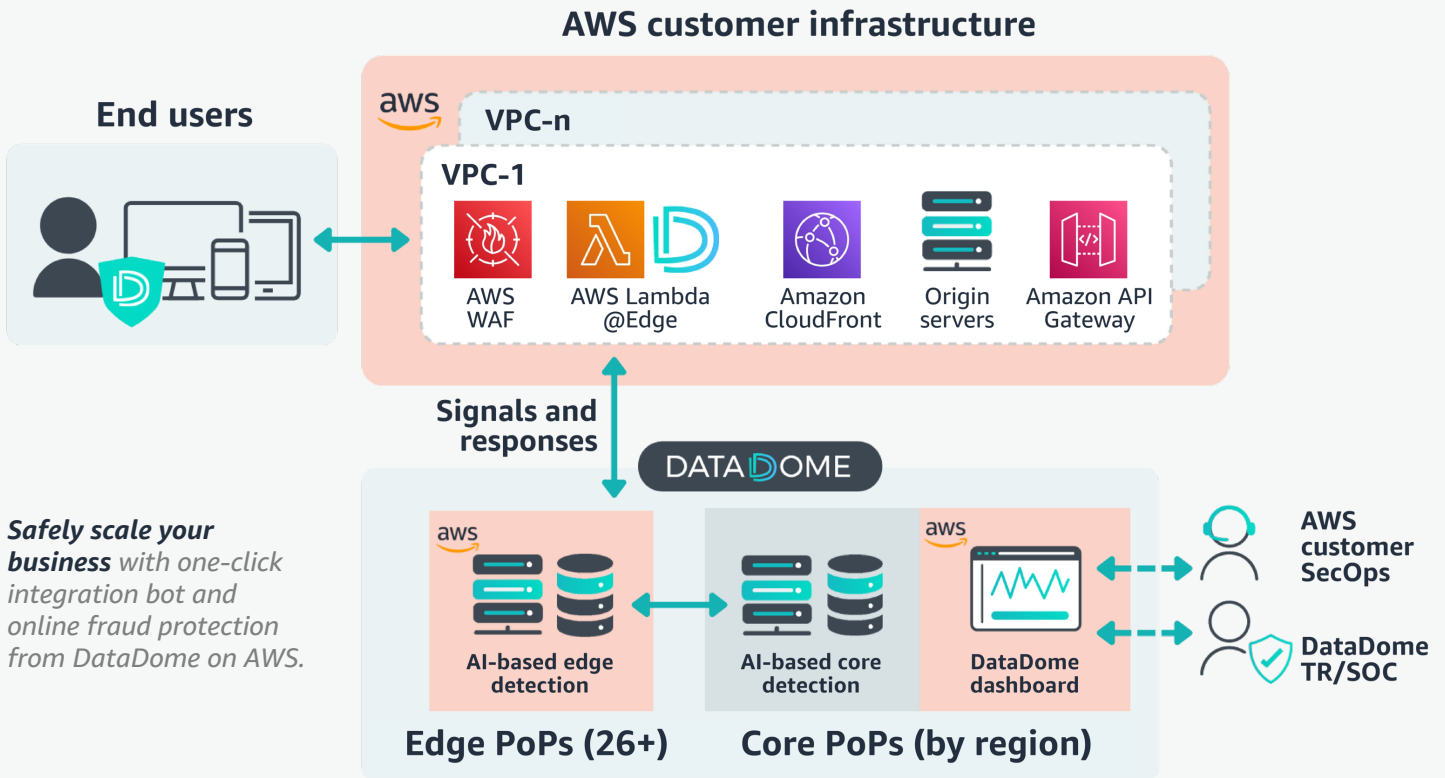 AWS customer infrastructure
End users
aws
VPC-n
VPC-1
AWS
WAF
AWS Lambda
@Edge
Amazon
CloudFront
Origin
servers
Amazon API
Gateway
Signals and
responses
DATADOME
Safely scale your
business with one-click
integration bot and
online fraud protection
from DataDome on AWS.
aws
AI-based edge
detection
AI-based core
detection
aws
DataDome
dashboard
Edge PoPs (26+)
Core PoPs (by region)
AWS
customer
SecOps
DataDome
TR/SOC